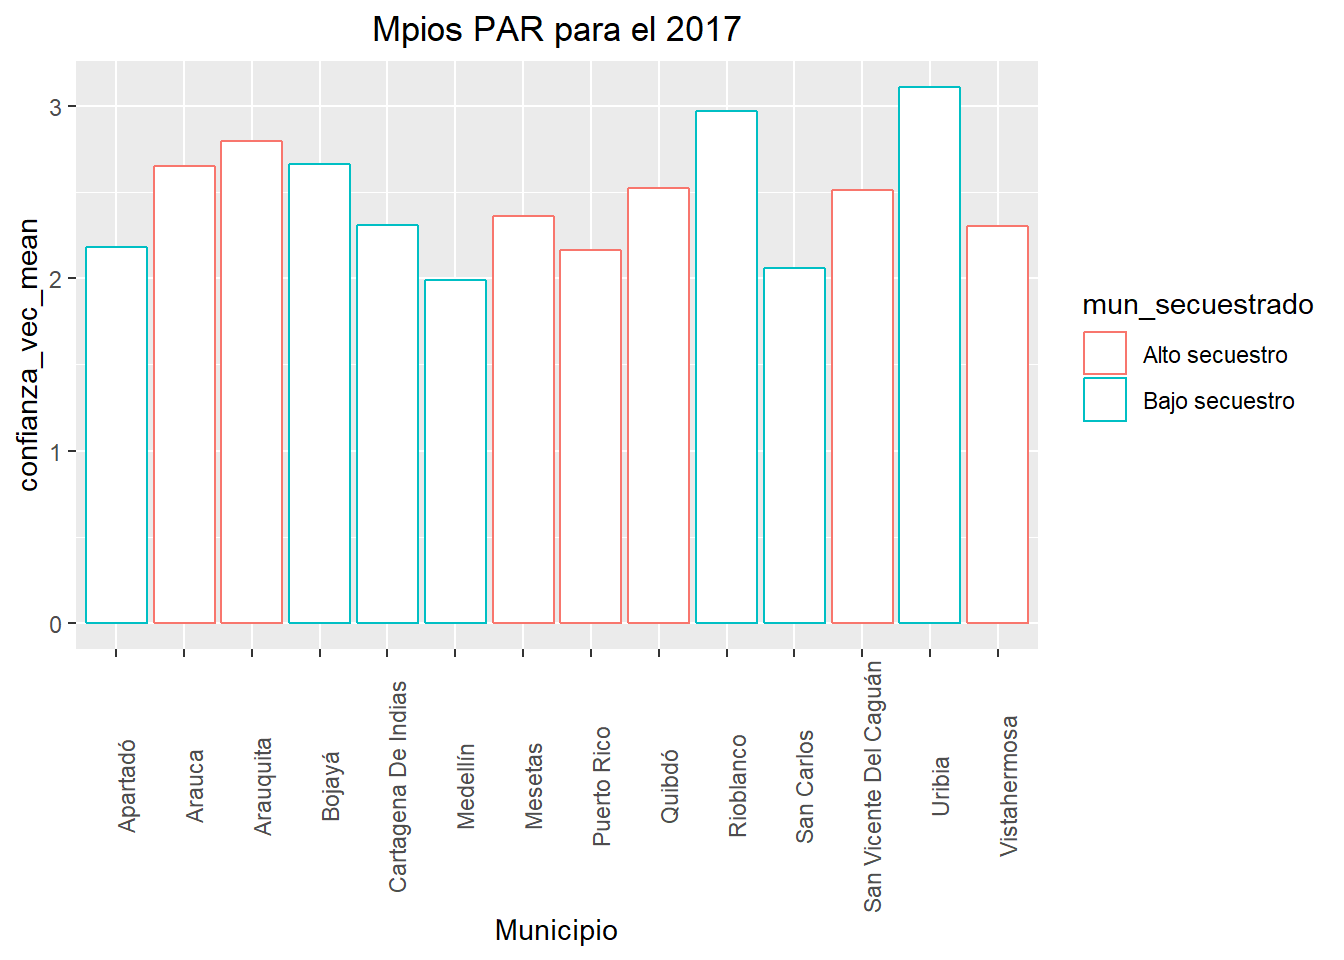 Mpios PAR para el 2017
confianza_vec_mean
3
2
1
0
Apartadó
Arauca
Arauquita
Bojayá
Cartagena De Indias
Medellín
Mesetas
Puerto Rico
Quibdó
Rioblanco
San Carlos
San Vicente Del Caguán
Uribia
Vistahermosa
Municipio
mun_secuestrado
Alto secuestro
Bajo secuestro